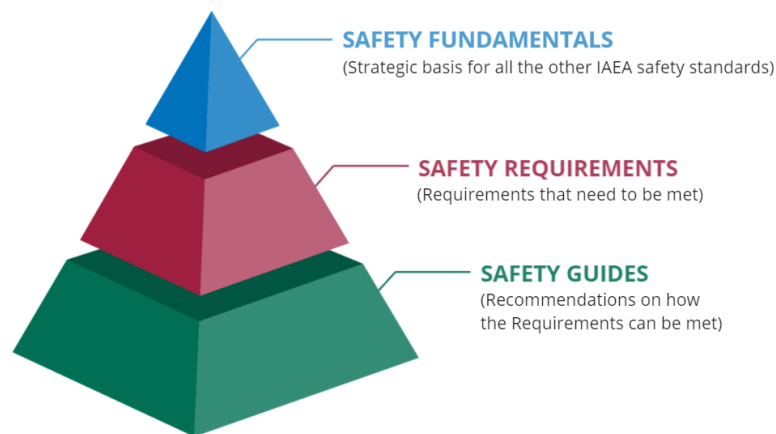 SAFETY FUNDAMENTALS
(Strategic basis for all the other IAEA safety standards)
SAFETY REQUIREMENTS
(Requirements that need to be met)
SAFETY GUIDES
(Recommendations on how
the Requirements can be met)